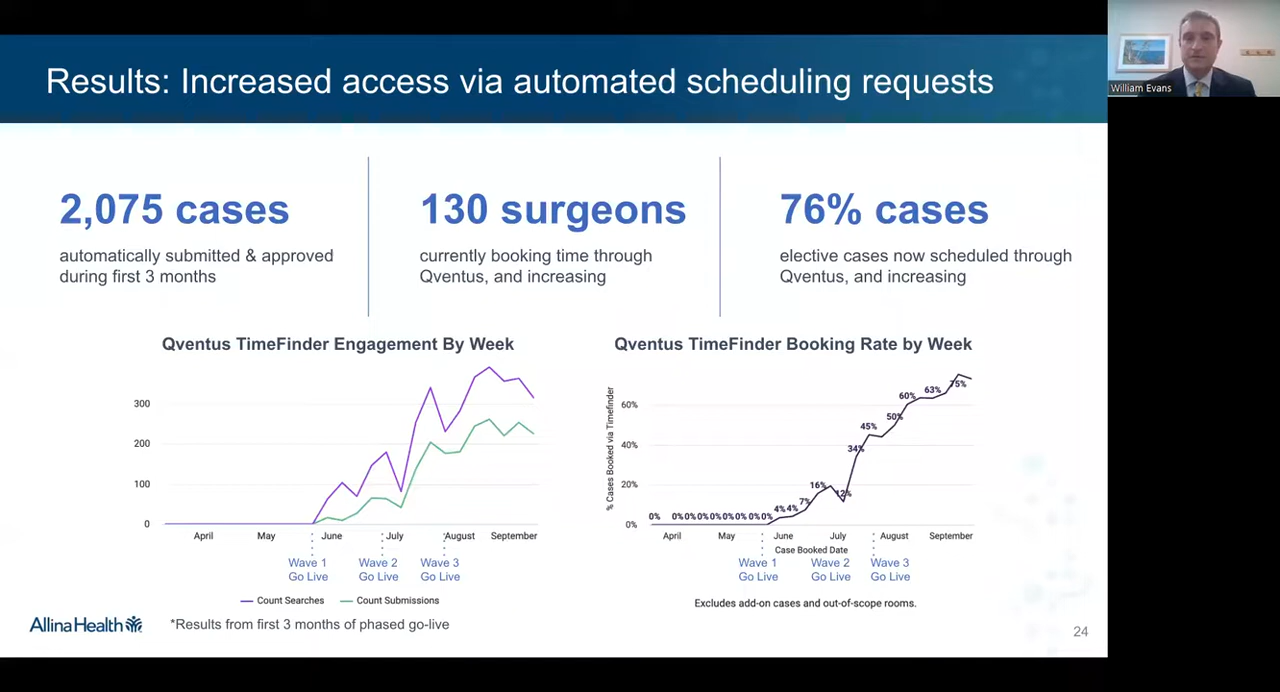 Results: Increased access via automated scheduling requests
William Evans
2,075 cases
automatically submitted & approved
during first 3 months
130 surgeons
currently booking time through
Qventus, and increasing
76% cases
elective cases now scheduled through
Qventus, and increasing
Qventus TimeFinder Engagement By Week
300
200
100
0
April May June July August September
Wave 1 Wave 2 Wave 3
Go Live Go Live Go Live
Count Searches Count Submissions
Qventus TimeFinder Booking Rate by Week
% Cases Booked via Timefinder
60%
40%
20%
0%
0% 0% 0% 0% 0% 0% 0% 0% 0% 4% 4% 7% 16% 12% 34% 45% 50% 60% 63% 75%
April May June July August September
Case Booked Date
Wave 1 Wave 2 Wave 3
Go Live Go Live Go Live
Excludes add-on cases and out-of-scope rooms.
AllinaHealth
*Results from first 3 months of phased go-live
24